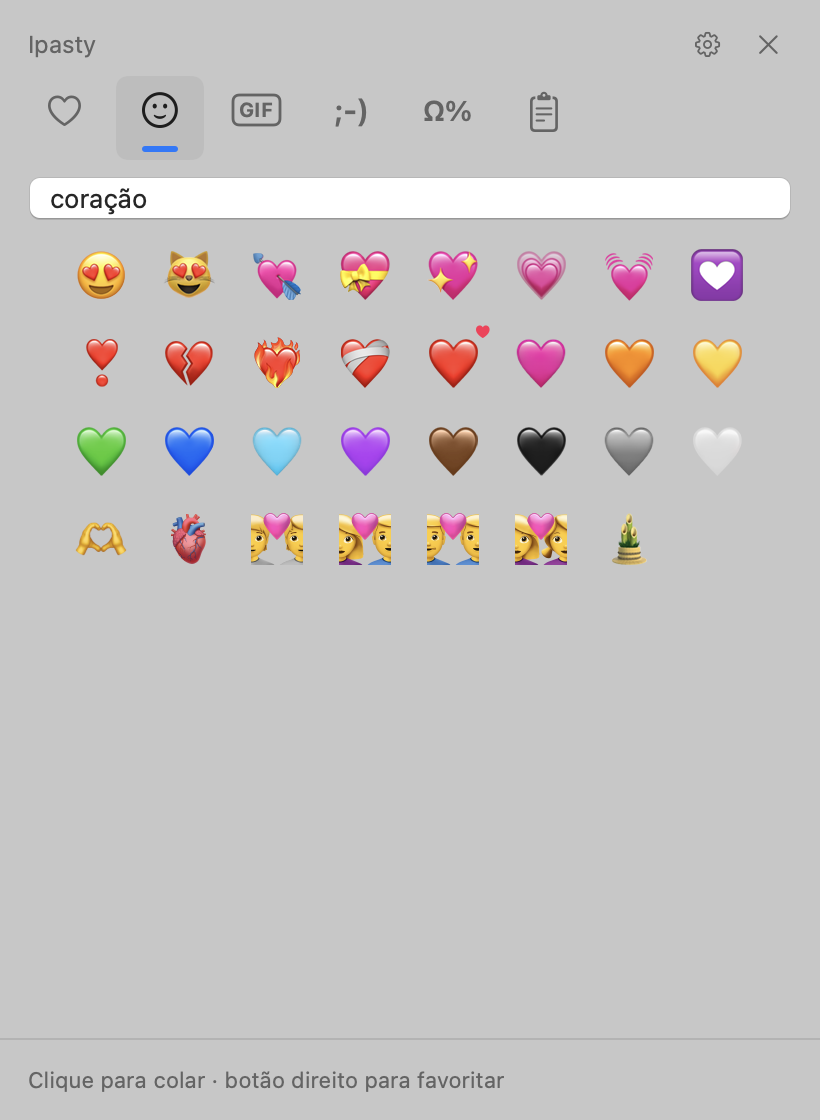 Ipasty
GIF ;-) Ω%
coração
Clique para colar · botão direito para favoritar